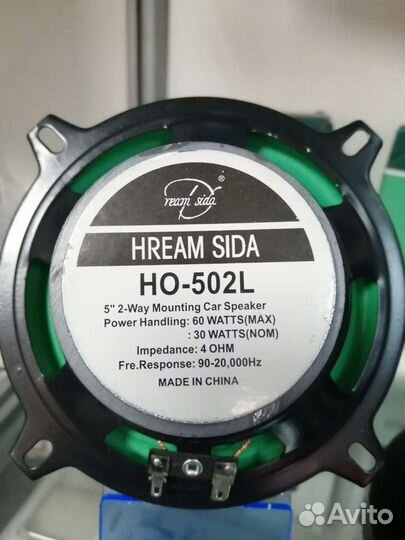 ream sida ®
HREAM SIDA
HO-502L
5" 2-Way Mounting Car Speaker
Power Handling: 60 WATTS(MAX)
: 30 WATTS(NOM)
Impedance: 4 OHM
Fre.Response: 90-20,000Hz
MADE IN CHINA
Avito